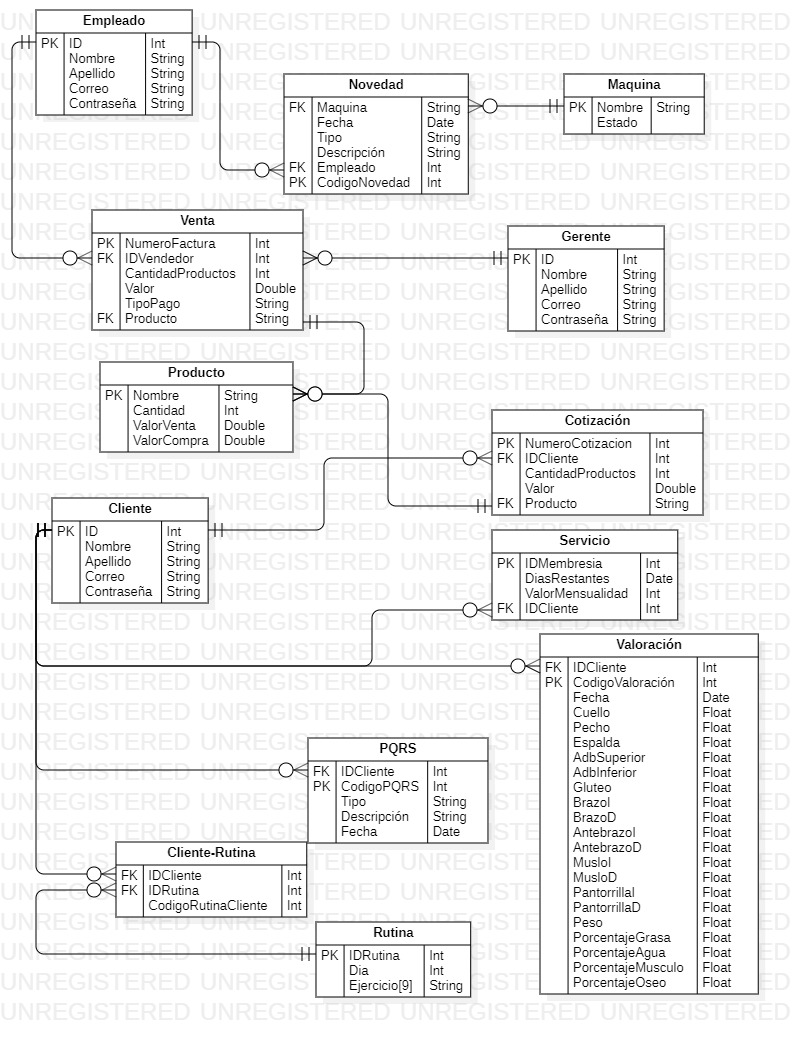 Empleado
PK ID Int
Nombre String
Apellido String
Correo String
Contraseña String
Novedad
FK Maquina String
Fecha Date
Tipo String
Descripción String
FK Empleado Int
PK CodigoNovedad Int
Maquina
PK Nombre String
Estado
Venta
PK NumeroFactura Int
FK IDVendedor Int
CantidadProductos Int
Valor Double
TipoPago String
FK Producto String
Gerente
PK ID Int
Nombre String
Apellido String
Correo String
Contraseña String
Producto
PK Nombre String
Cantidad Int
ValorVenta Double
ValorCompra Double
Cotización
PK NumeroCotizacion Int
FK IDCliente Int
CantidadProductos Int
Valor Double
FK Producto String
Cliente
PK ID Int
Nombre String
Apellido String
Correo String
Contraseña String
Servicio
PK IDMembresia Int
DiasRestantes Date
ValorMensualidad Int
FK IDCliente Int
Valoración
FK IDCliente Int
PK CodigoValoración Int
Fecha Date
Cuello Float
Pecho Float
Espalda Float
AdbSuperior Float
AdbInferior Float
Gluteo Float
BrazoI Float
BrazoD Float
AntebrazoI Float
AntebrazoD Float
MusloI Float
MusloD Float
PantorrillaI Float
PantorrillaD Float
Peso Float
PorcentajeGrasa Float
PorcentajeAgua Float
PorcentajeMusculo Float
PorcentajeOseo Float
PQRS
FK IDCliente Int
PK CodigoPQRS Int
Tipo String
Descripción String
Fecha Date
Cliente-Rutina
FK IDCliente Int
FK IDRutina Int
CodigoRutinaCliente Int
Rutina
PK IDRutina Int
Dia Int
Ejercicio[9] String
UNREGISTERED